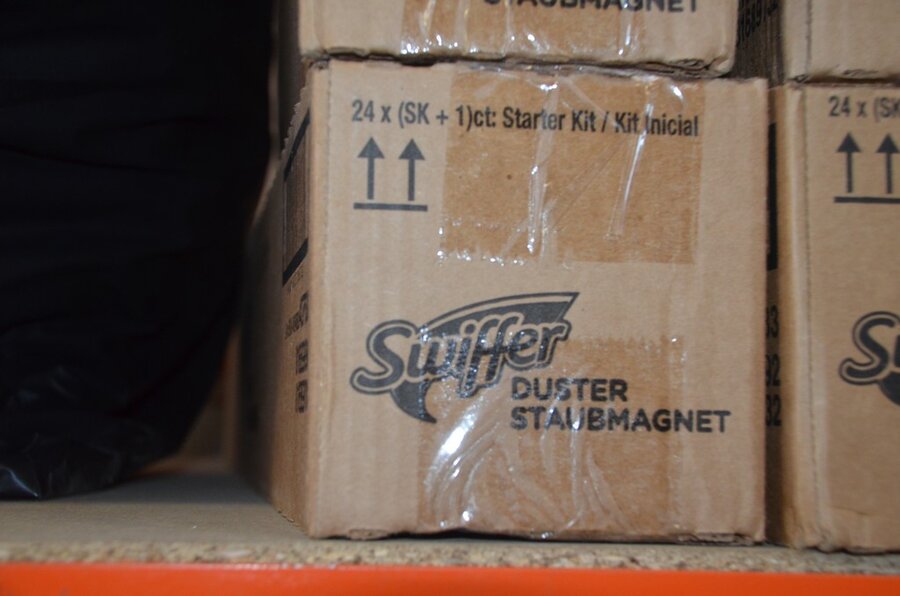 STAUBMAGNET
24 x (SK + 1)ct: Starter Kit / Kit Inicial
Swiffer
DUSTER
STAUBMAGNET
24 x (SK